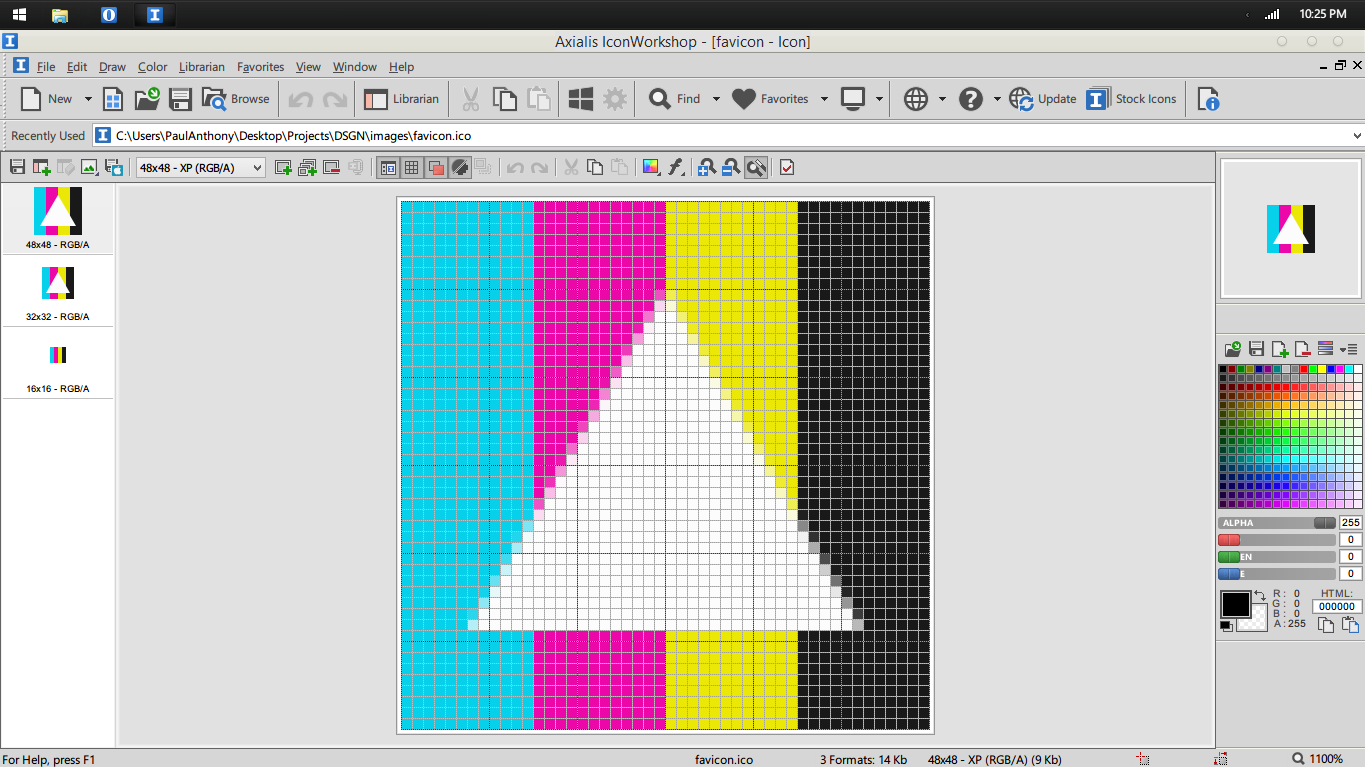 10:25 PM
Axialis IconWorkshop - [favicon - Icon]
File Edit Draw Color Librarian Favorites View Window Help
New Browse Librarian Find Favorites Update Stock Icons
Recently Used C:\Users\PaulAnthony\Desktop\Projects\DSGN\images\favicon.ico
48x48 - XP (RGB/A)
48x48 - RGB/A
32x32 - RGB/A
16x16 - RGB/A
ALPHA 255
0
EN 0
E 0
R : 0
G : 0
B : 0
A : 255
HTML:
000000
For Help, press F1 favicon.ico 3 Formats: 14 Kb 48x48 - XP (RGB/A) (9 Kb) 1100%